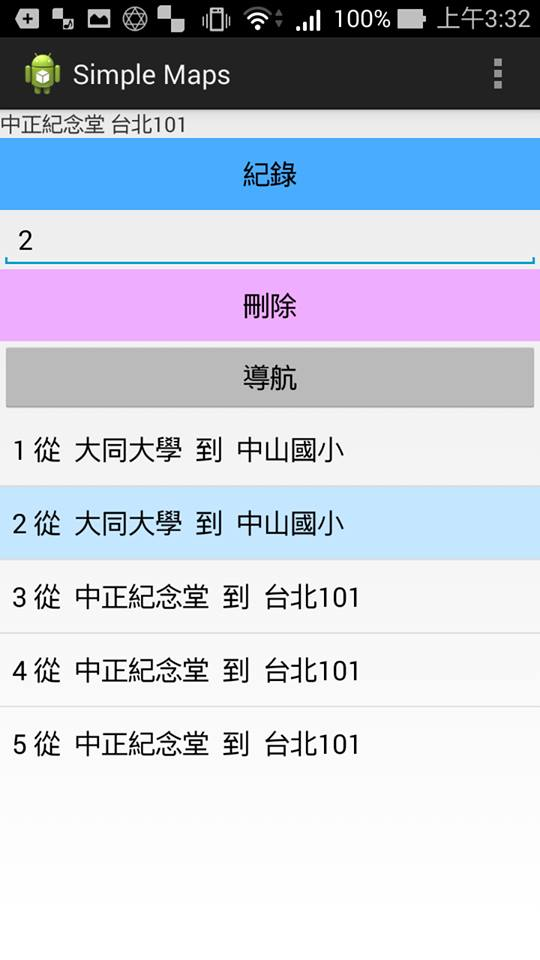 100% 上午3:32
Simple Maps
中正紀念堂 台北101
紀錄
2
刪除
導航
1 從 大同大學 到 中山國小
2 從 大同大學 到 中山國小
3 從 中正紀念堂 到 台北101
4 從 中正紀念堂 到 台北101
5 從 中正紀念堂 到 台北101